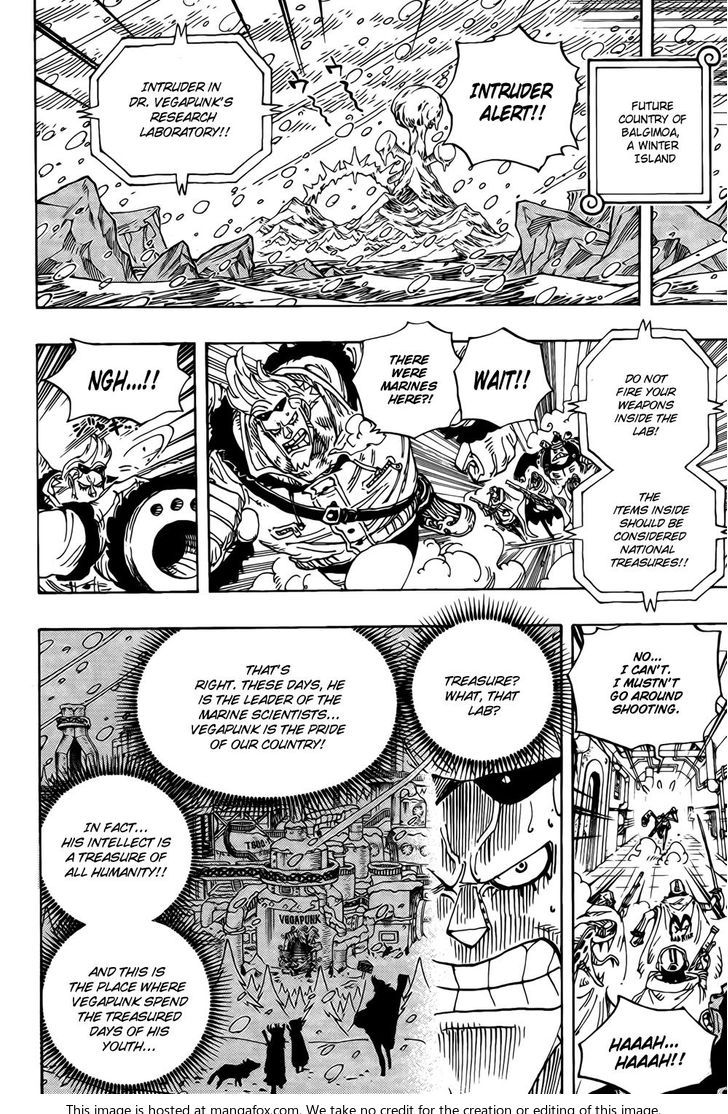 FUTURE
COUNTRY OF
BALGIMOA,
A WINTER
ISLAND
INTRUDER
ALERT!!
INTRUDER IN
DR. VEGAPUNK'S
RESEARCH
LABORATORY!!
DO NOT
FIRE YOUR
WEAPONS
INSIDE THE
LAB!
THE
ITEMS INSIDE
SHOULD BE
CONSIDERED
NATIONAL
TREASURES!!
WAIT!!
THERE
WERE
MARINES
HERE?!
NGH...!!
NO...
I CAN'T.
I MUSTN'T
GO AROUND
SHOOTING.
HAAAH...
HAAAH!!
TREASURE?
WHAT, THAT
LAB?
THAT'S
RIGHT. THESE DAYS, HE
IS THE LEADER OF THE
MARINE SCIENTISTS...
VEGAPUNK IS THE PRIDE
OF OUR COUNTRY!
IN FACT...
HIS INTELLECT IS
A TREASURE OF
ALL HUMANITY!!
VEGAPUNK
AND THIS IS
THE PLACE WHERE
VEGAPUNK SPEND
THE TREASURED
DAYS OF HIS
YOUTH...
This image is hosted at mangafox.com. We take no credit for the creation or editing of this image.